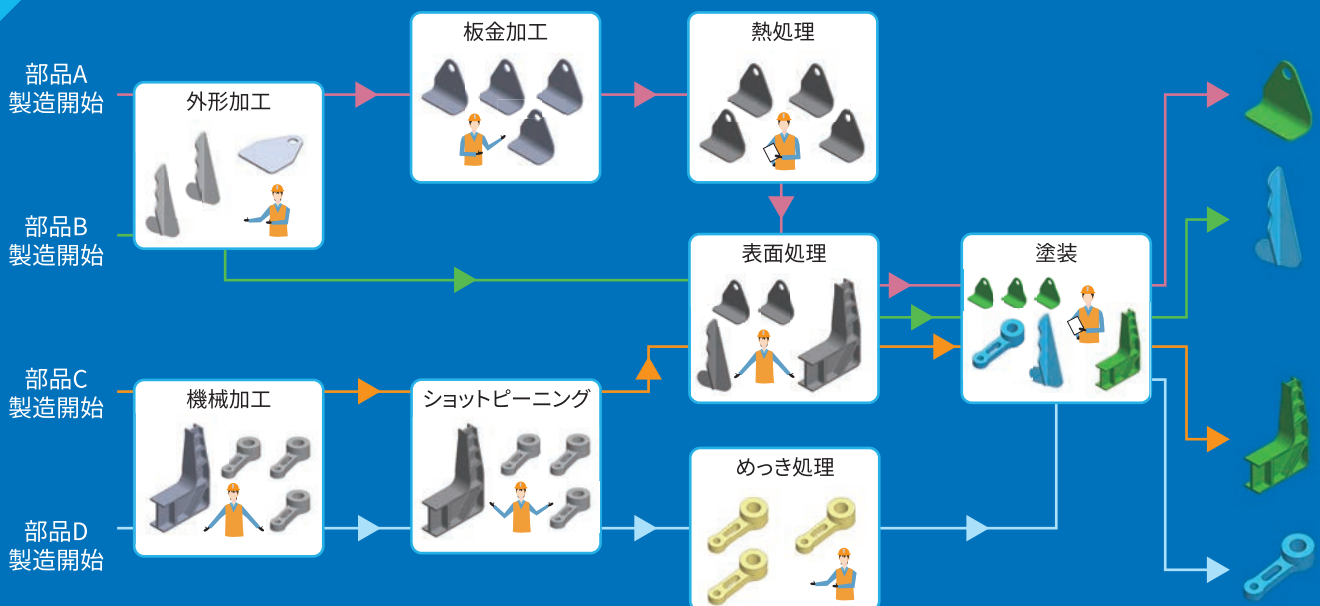 部品A
製造開始
外形加工
板金加工
熱処理
部品B
製造開始
表面処理
塗装
部品C
製造開始
機械加工
ショットピーニング
めっき処理
部品D
製造開始